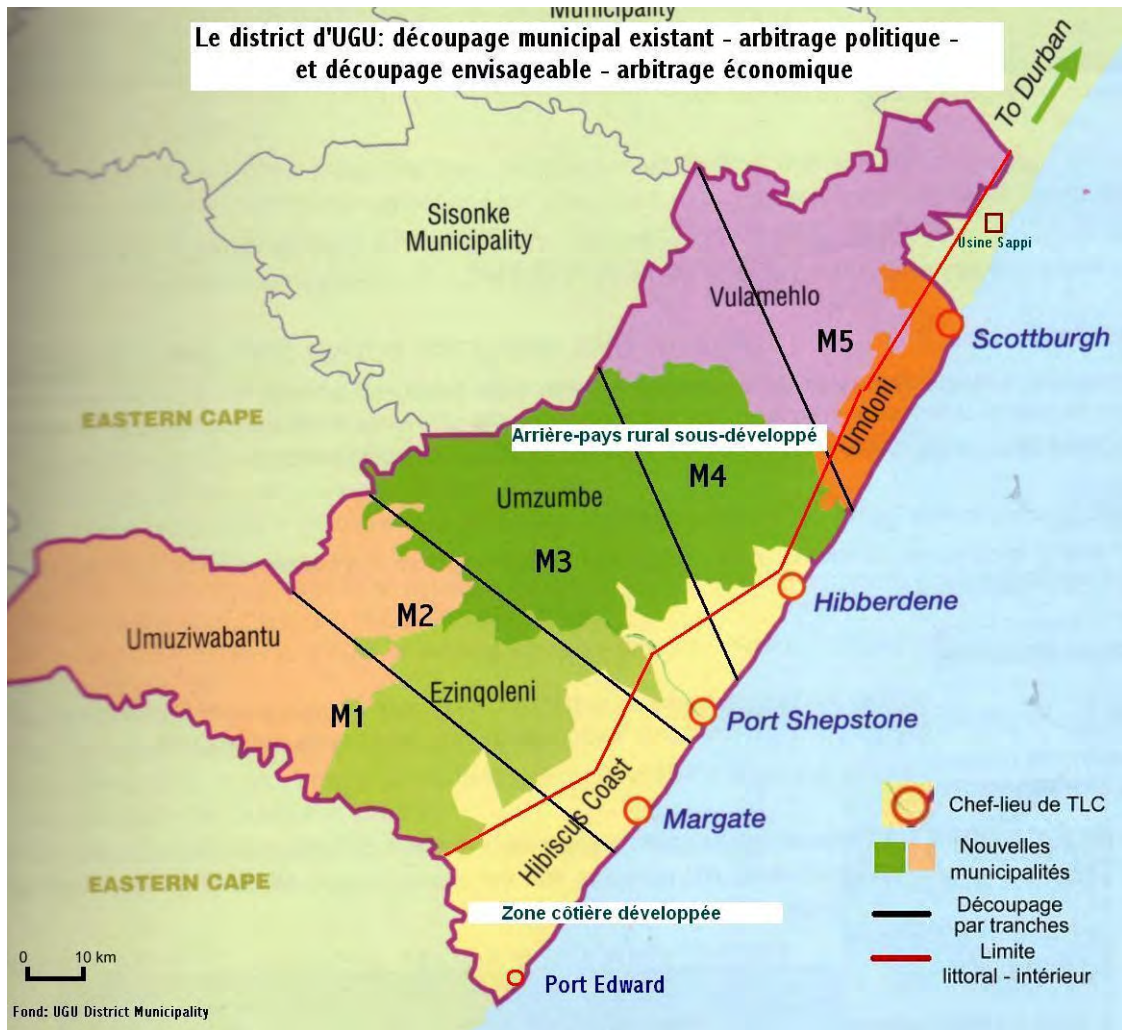 Municipality
Le district d'UGU: découpage municipal existant - arbitrage politique -
et découpage envisageable - arbitrage économique
To Durban
Sisonke
Municipality
Usine Sappi
Vulamehlo
M5
Scottburgh
EASTERN CAPE
Umdoni
Arrière-pays rural sous-développé
M4
Umzumbe
M3
Hibberdene
M2
Umuziwabantu
Ezinqoleni
M1
Port Shepstone
Hibiscus Coast
Margate
Chef-lieu de TLC
Nouvelles
municipalités
EASTERN CAPE
Zone côtière développée
Découpage
par tranches
Limite
littoral - intérieur
0 10 km
Port Edward
Fond: UGU District Municipality